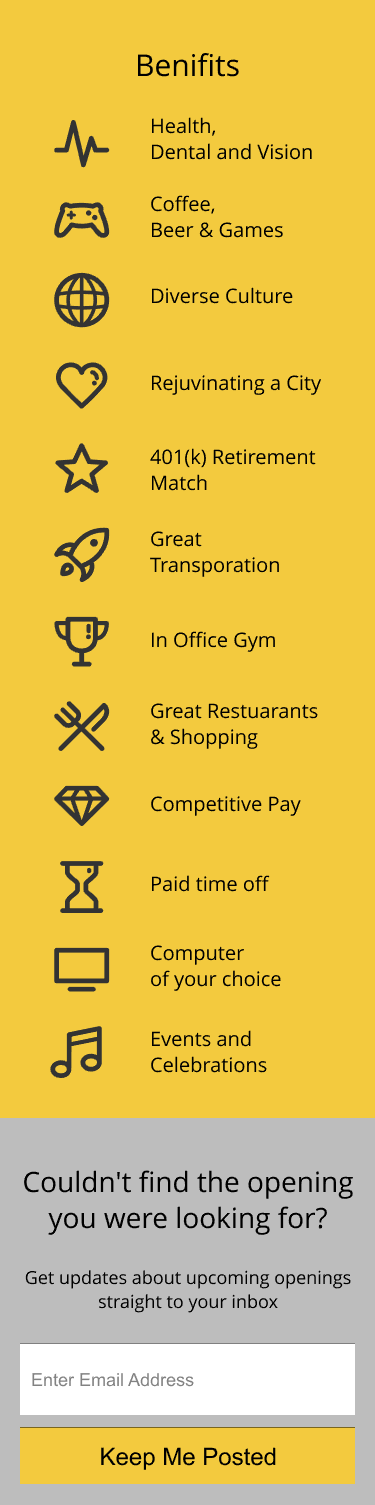 Benifits
Health,
Dental and Vision
Coffee,
Beer & Games
Diverse Culture
Rejuvinating a City
401(k) Retirement
Match
Great
Transporation
In Office Gym
Great Restuarants
& Shopping
Competitive Pay
Paid time off
Computer
of your choice
Events and
Celebrations
Couldn't find the opening
you were looking for?
Get updates about upcoming openings
straight to your inbox
Enter Email Address
Keep Me Posted